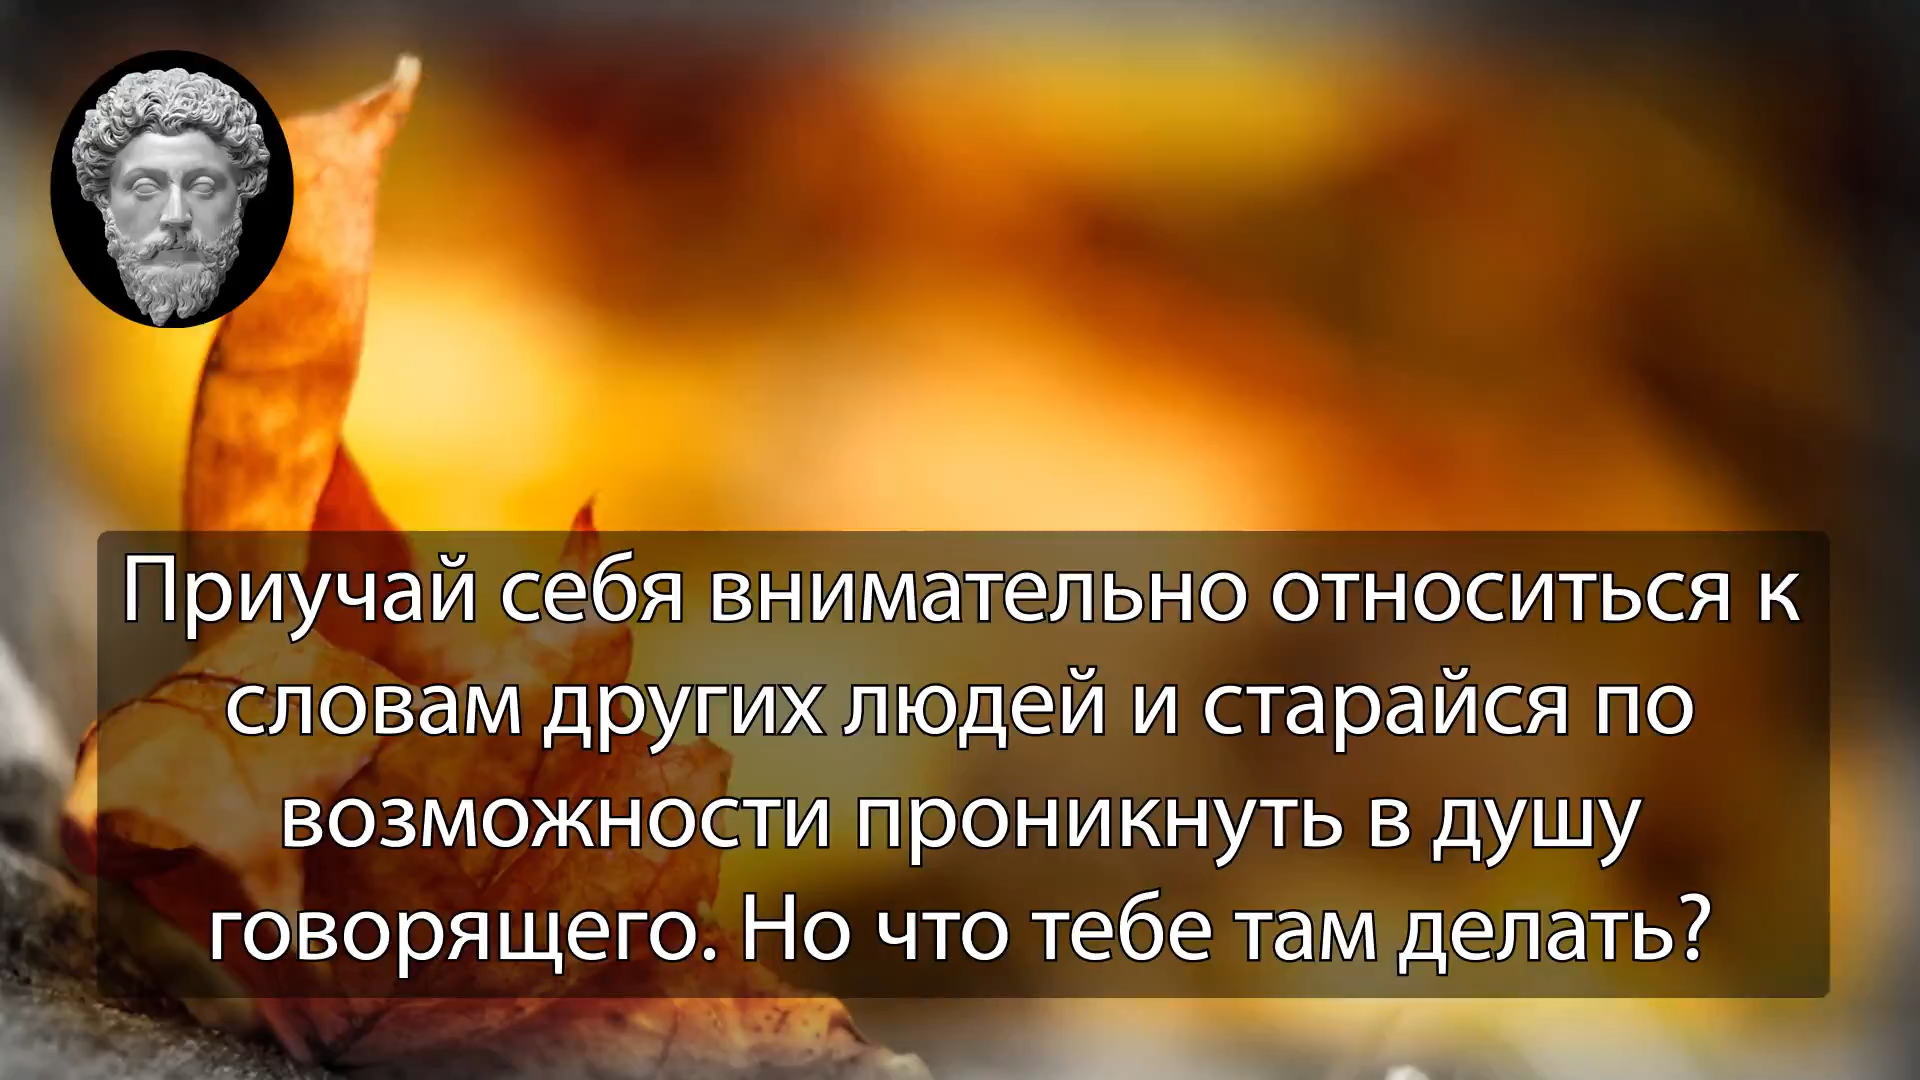 Приучай себя внимательно относиться к
словам других людей и старайся по
возможности проникнуть в душу
говорящего. Но что тебе там делать?